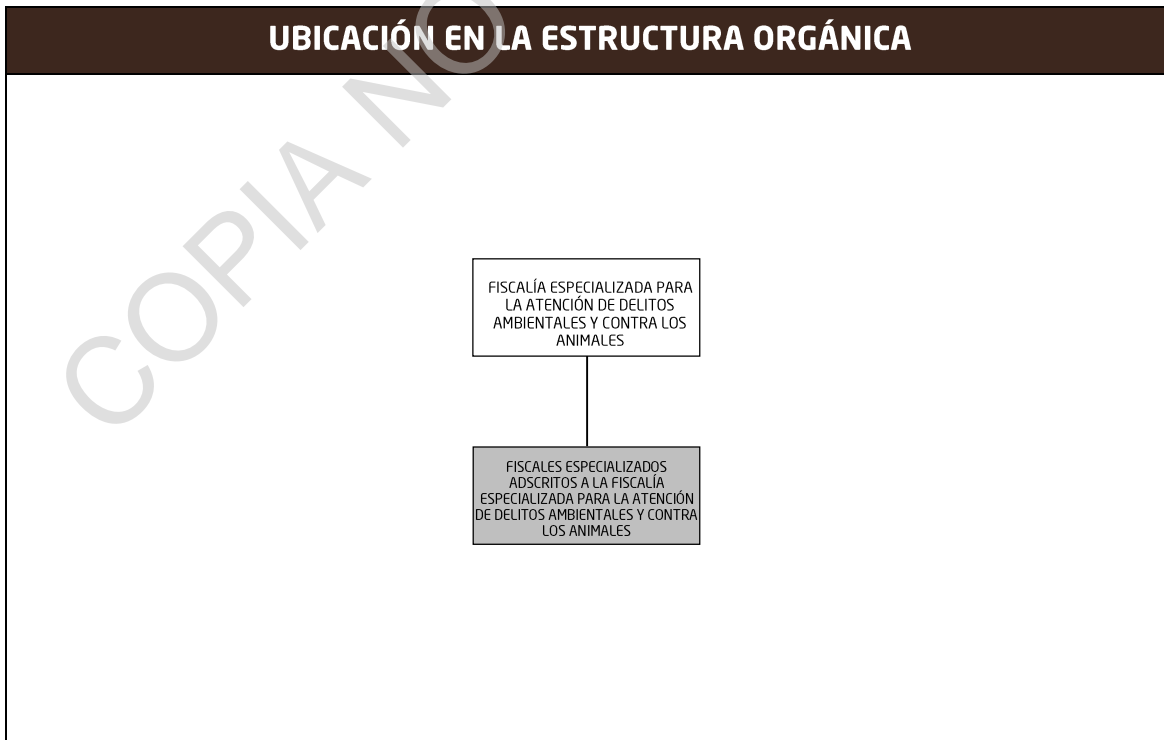 UBICACIÓN EN LA ESTRUCTURA ORGÁNICA
COPIA NO
FISCALÍA ESPECIALIZADA PARA
LA ATENCIÓN DE DELITOS
AMBIENTALES Y CONTRA LOS
ANIMALES
FISCALES ESPECIALIZADOS
ADSCRITOS A LA FISCALÍA
ESPECIALIZADA PARA LA ATENCIÓN
DE DELITOS AMBIENTALES Y CONTRA
LOS ANIMALES